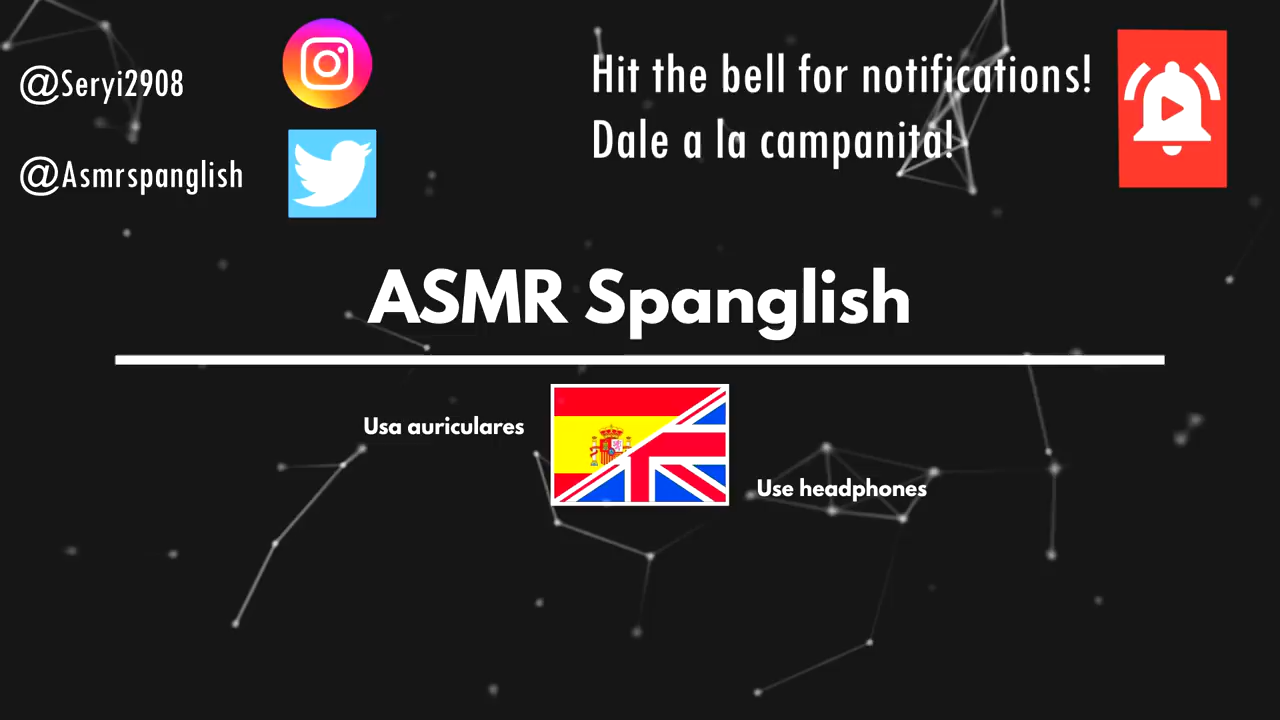 @Seryi2908
@Asmrspanglish
Hit the bell for notifications!
Dale a la campanita!
ASMR Spanglish
Usa auriculares
Use headphones